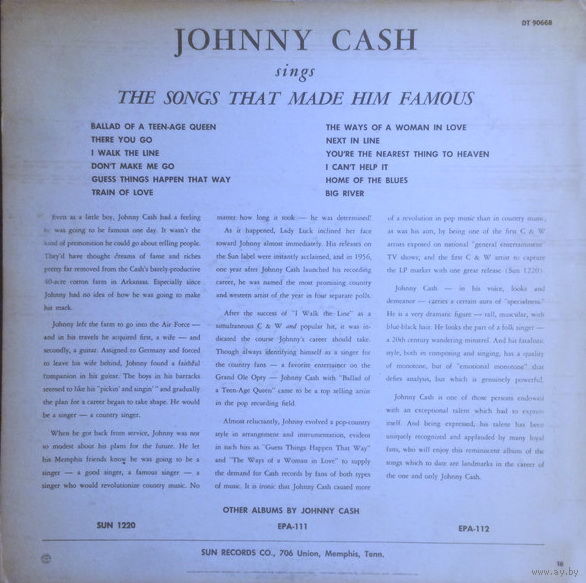 DT 90668
JOHNNY CASH
sings
THE SONGS THAT MADE HIM FAMOUS
BALLAD OF A TEEN-AGE QUEEN
THERE YOU GO
I WALK THE LINE
DON'T MAKE ME GO
GUESS THINGS HAPPEN THAT WAY
TRAIN OF LOVE
THE WAYS OF A WOMAN IN LOVE
NEXT IN LINE
YOU'RE THE NEAREST THING TO HEAVEN
I CAN'T HELP IT
HOME OF THE BLUES
BIG RIVER
Even as a little boy, Johnny Cash had a feeling
he was going to be famous one day. It wasn't the
kind of premonition he could go about telling people.
They'd have thought dreams of fame and riches
pretty far removed from the Cash's barely-productive
40-acre cotton farm in Arkansas. Especially since
Johnny had no idea of how he was going to make
his mark.
Johnny left the farm to go into the Air Force —
and in his travels he acquired first, a wife — and
secondly, a guitar. Assigned to Germany and forced
to leave his wife behind, Johnny found a faithful
companion in his guitar. The boys in his barracks
seemed to like his "pickin' and singin' " and gradually
the plan for a career began to take shape. He would
be a singer — a country singer.
When he got back from service, Johnny was not
so modest about his plans for the future. He let
his Memphis friends know he was going to be a
singer — a good singer, a famous singer — a
singer who would revolutionize country music. No
matter how long it took — he was determined!
As it happened, Lady Luck inclined her face
toward Johnny almost immediately. His releases on
the Sun label were instantly acclaimed, and in 1956,
one year after Johnny Cash launched his recording
career, he was named the most promising country
and western artist of the year in four separate polls.
After the success of "I Walk the Line" as a
simultaneous C & W and popular hit, it was in-
dicated the course Johnny's career should take.
Though always identifying himself as a singer for
the country fans — a favorite entertainer on the
Grand Ole Opry — Johnny Cash with "Ballad of
a Teen-Age Queen" came to be a top selling artist
in the pop recording field.
Almost reluctantly, Johnny evolved a pop-country
style in arrangement and instrumentation, evident
in such hits as "Guess Things Happen That Way"
and "The Ways of a Woman in Love" to supply
the demand for Cash records by fans of both types
of music. It is ironic that Johnny Cash caused more
of a revolution in pop music than in country music,
as was his aim, by being one of the first C & W
artists exposed on national "general entertainment"
TV shows, and the first C & W artist to capture
the LP market with one great release (Sun 1220).
Johnny Cash — in his voice, looks and
demeanor — carries a certain aura of "specialness."
He is a very dramatic figure — tall, muscular, with
blue-black hair. He looks the part of a folk singer —
a 20th century wandering minstrel. And his fatalistic
style, both in composing and singing, has a quality
of monotone, but of "emotional monotone" that
defies analysis, but which is genuinely powerful.
Johnny Cash is one of those persons endowed
with an exceptional talent which had to express
itself. And being expressed, his talent has been
uniquely recognized and applauded by many loyal
fans, who will enjoy this reminiscent album of the
songs which to date are landmarks in the career of
the one and only Johnny Cash.
OTHER ALBUMS BY JOHNNY CASH
SUN 1220 EPA-111 EPA-112
SUN RECORDS CO., 706 Union, Memphis, Tenn.
18
www.ay.by